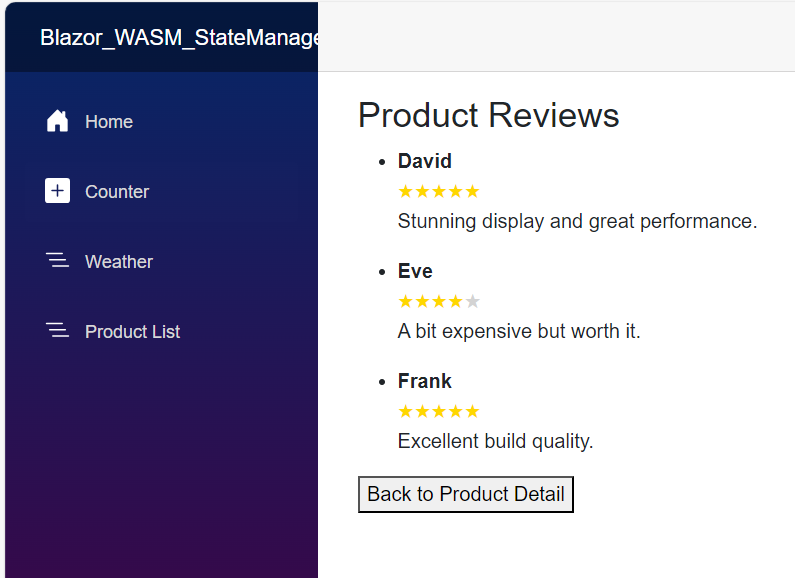 Blazor_WASM_StateManage
Home
Counter
Weather
Product List
Product Reviews
David
★★★★★
Stunning display and great performance.
Eve
★★★★★
A bit expensive but worth it.
Frank
★★★★★
Excellent build quality.
Back to Product Detail